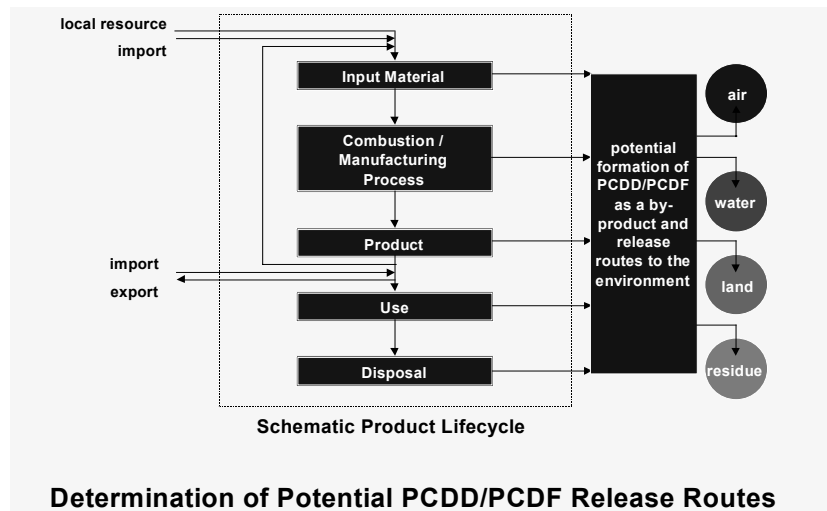 local resource
import
Input Material
Combustion /
Manufacturing
Process
Product
import
export
Use
Disposal
potential
formation of
PCDD/PCDF
as a by-
product and
release
routes to the
environment
air
water
land
residue
Schematic Product Lifecycle
Determination of Potential PCDD/PCDF Release Routes